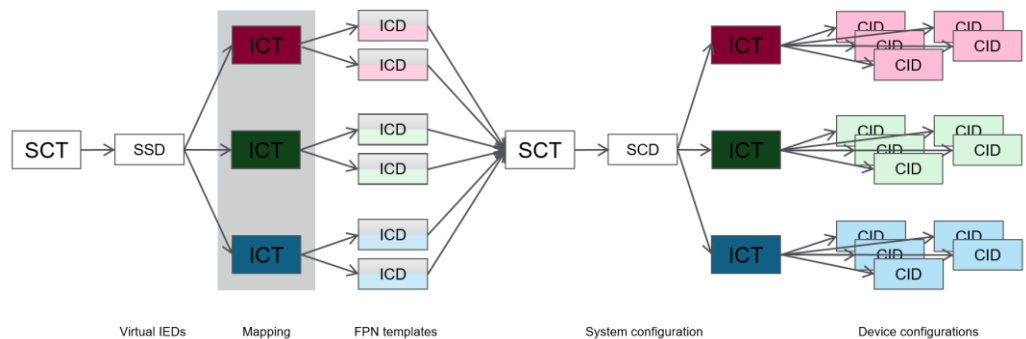 ICT
ICD
ICD
ICT
CID
CID
CID
CID
CID
SCT
SSD
ICT
ICD
ICD
SCT
SCD
ICT
CID
CID
CID
CID
CID
ICT
ICD
ICD
ICT
CID
CID
CID
CID
CID
Virtual IEDs
Mapping
FPN templates
System configuration
Device configurations